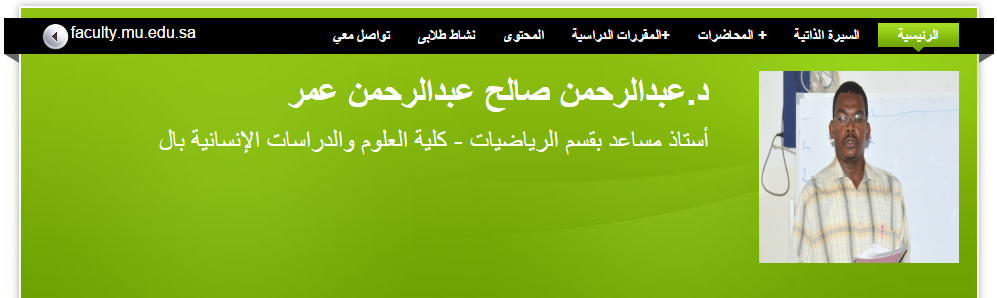 الرئيسية السيرة الذاتية + المحاضرات +المقررات الدراسية المحتوى نشاط طلابى تواصل معي faculty.mu.edu.sa
د.عبدالرحمن صالح عبدالرحمن عمر
أستاذ مساعد بقسم الرياضيات - كلية العلوم والدراسات الإنسانية بال